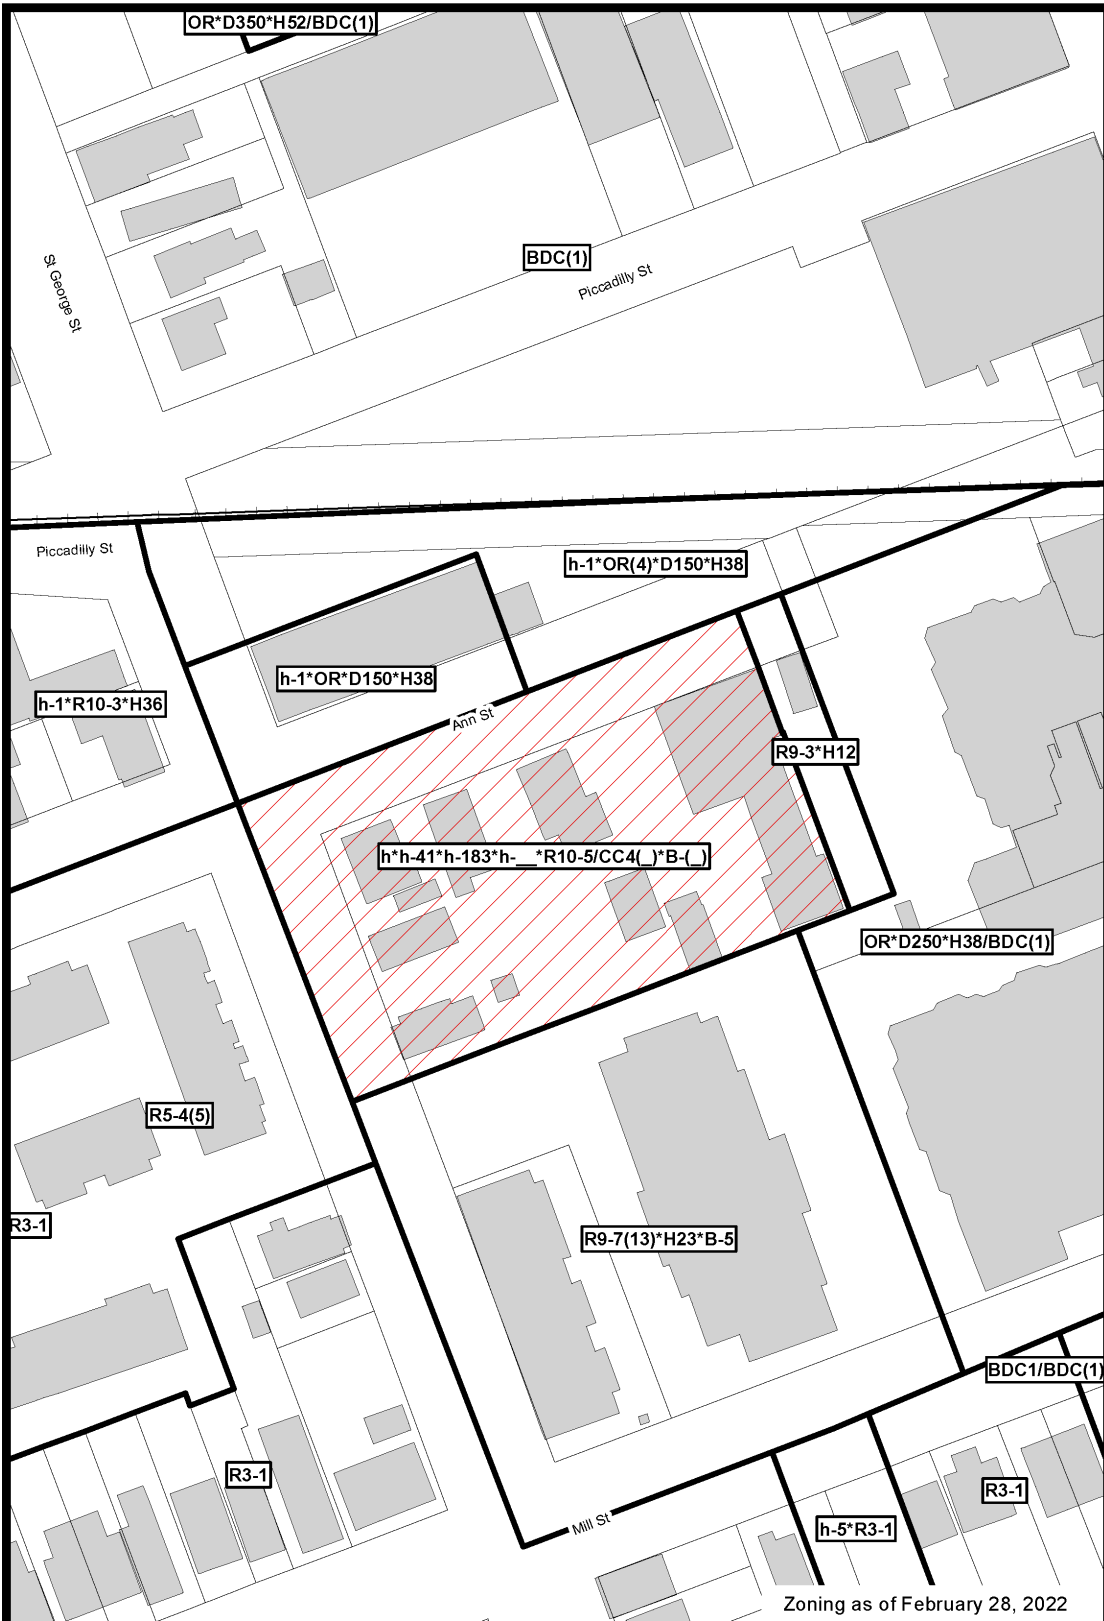 OR*D350*H52/BDC(1)
BDC(1)
Piccadilly St
St George St
Piccadilly St
h-1*OR(4)*D150*H38
h-1*OR*D150*H38
h-1*R10-3*H36
Ann St
R9-3*H12
h*h-41*h-183*h-__*R10-5/CC4(_)*B-(_)
OR*D250*H38/BDC(1)
R5-4(5)
R3-1
R9-7(13)*H23*B-5
BDC1/BDC(1)
R3-1
R3-1
Mill St
h-5*R3-1
Zoning as of February 28, 2022